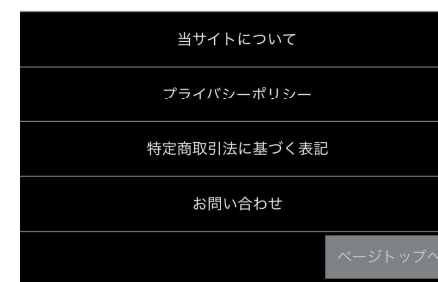 当サイトについて
プライバシーポリシー
特定商取引法に基づく表記
お問い合わせ
ページトップへ